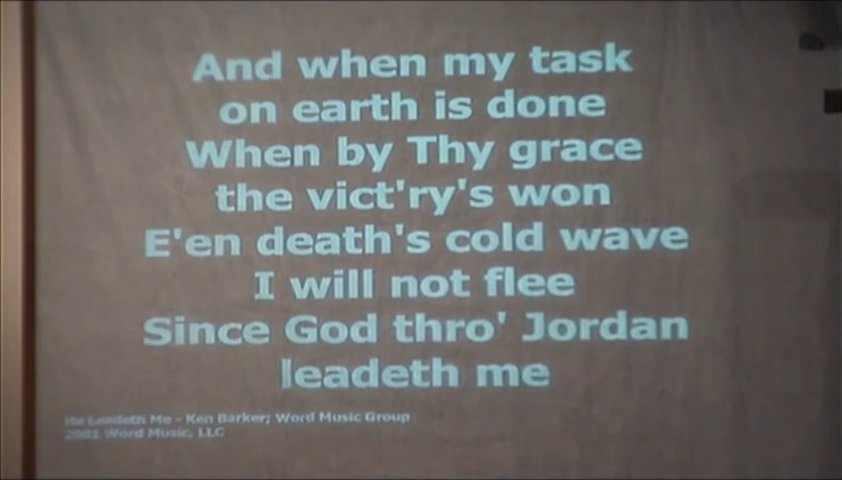 And when my task
on earth is done
When by Thy grace
the vict'ry's won
E'en death's cold wave
I will not flee
Since God thro' Jordan
leadeth me
He Leadeth Me - Ken Barker; Word Music Group
2001 Word Music, LLC